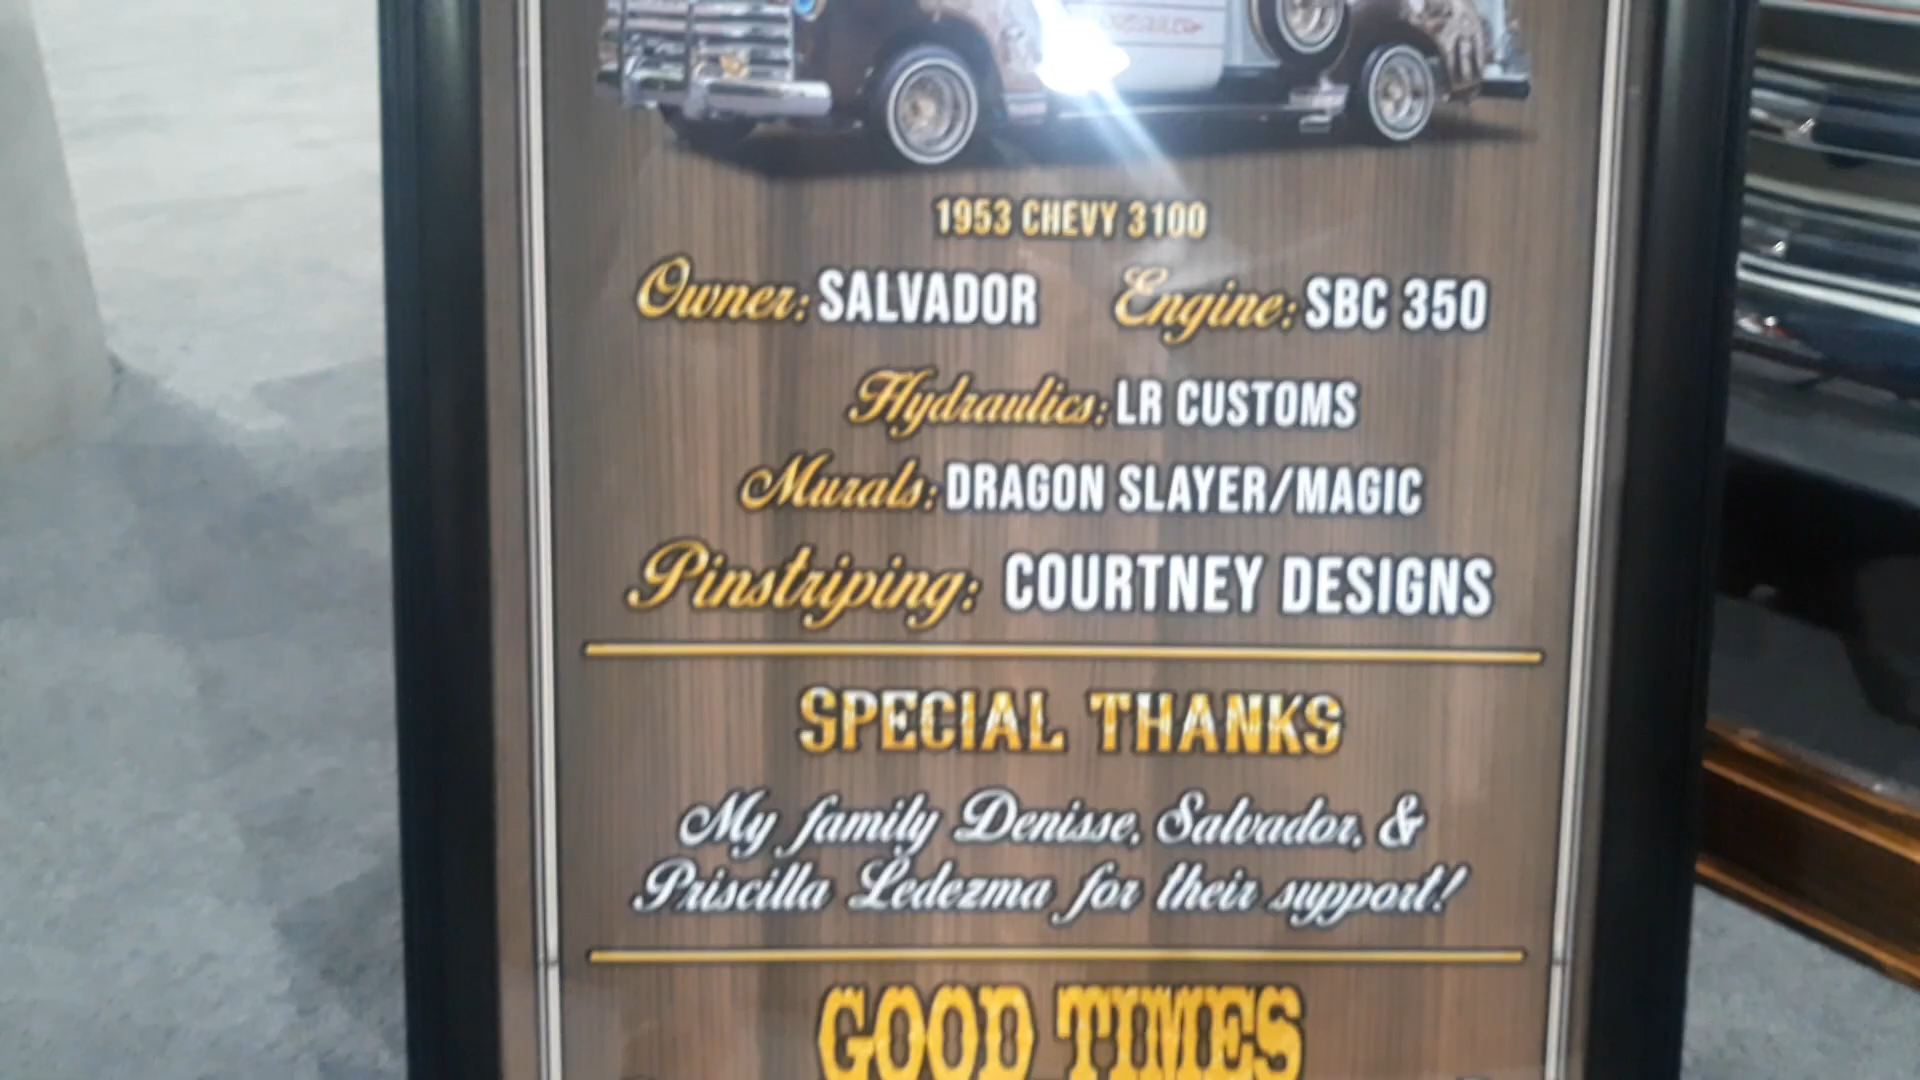 1953 CHEVY 3100
Owner: SALVADOR Engine: SBC 350
Hydraulics: LR CUSTOMS
Murals: DRAGON SLAYER/MAGIC
Pinstriping: COURTNEY DESIGNS
SPECIAL THANKS
My family Denisse, Salvador, &
Priscilla Ledezma for their support!
GOOD TIMES